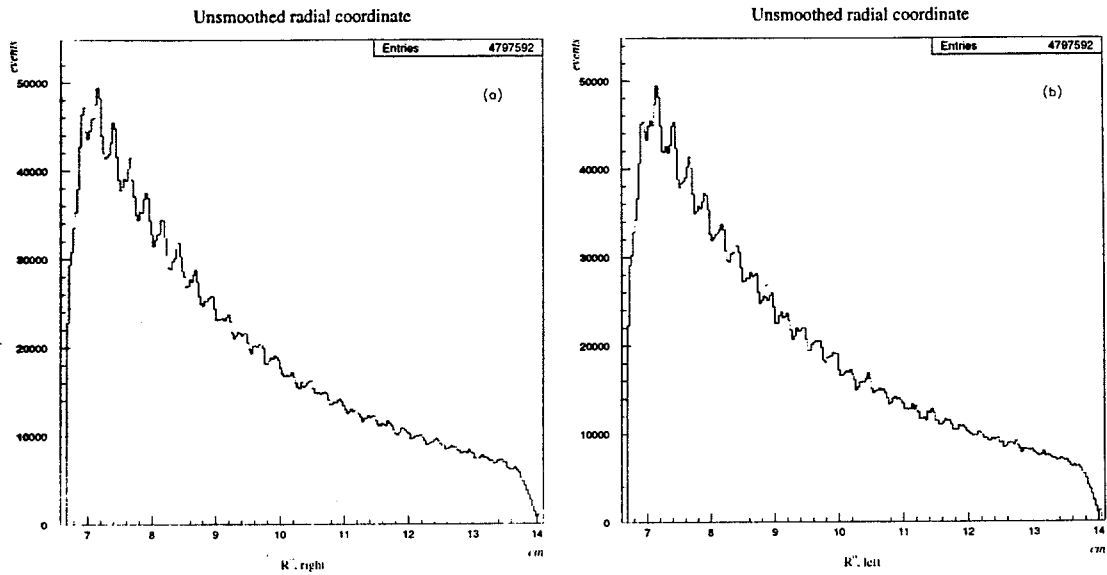 Unsmoothed radial coordinate
events
Entries 4797592
(a)
50000
40000
30000
20000
10000
0
7 8 9 10 11 12 13 14
cm
R", right
Unsmoothed radial coordinate
events
Entries 4797592
(b)
50000
40000
30000
20000
10000
0
7 8 9 10 11 12 13 14
cm
R", left